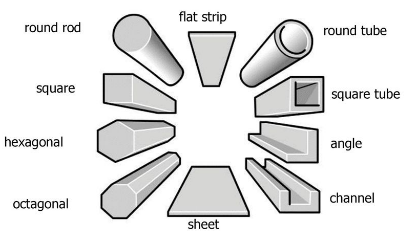 flat strip
round rod
round tube
square
square tube
hexagonal
angle
octagonal
channel
sheet